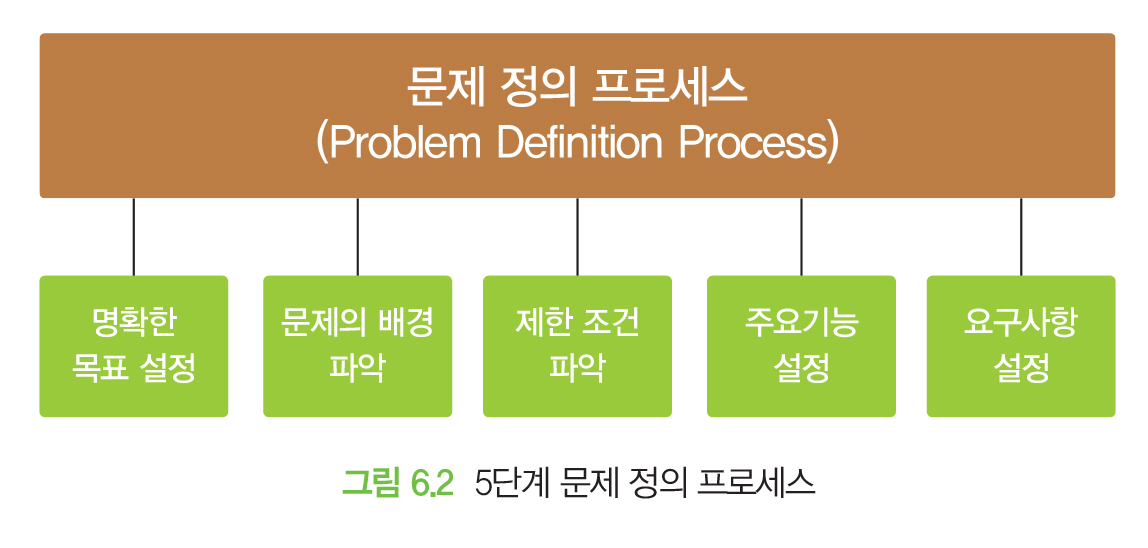 문제 정의 프로세스
(Problem Definition Process)
명확한
목표 설정
문제의 배경
파악
제한 조건
파악
주요기능
설정
요구사항
설정
그림 6.2 5단계 문제 정의 프로세스